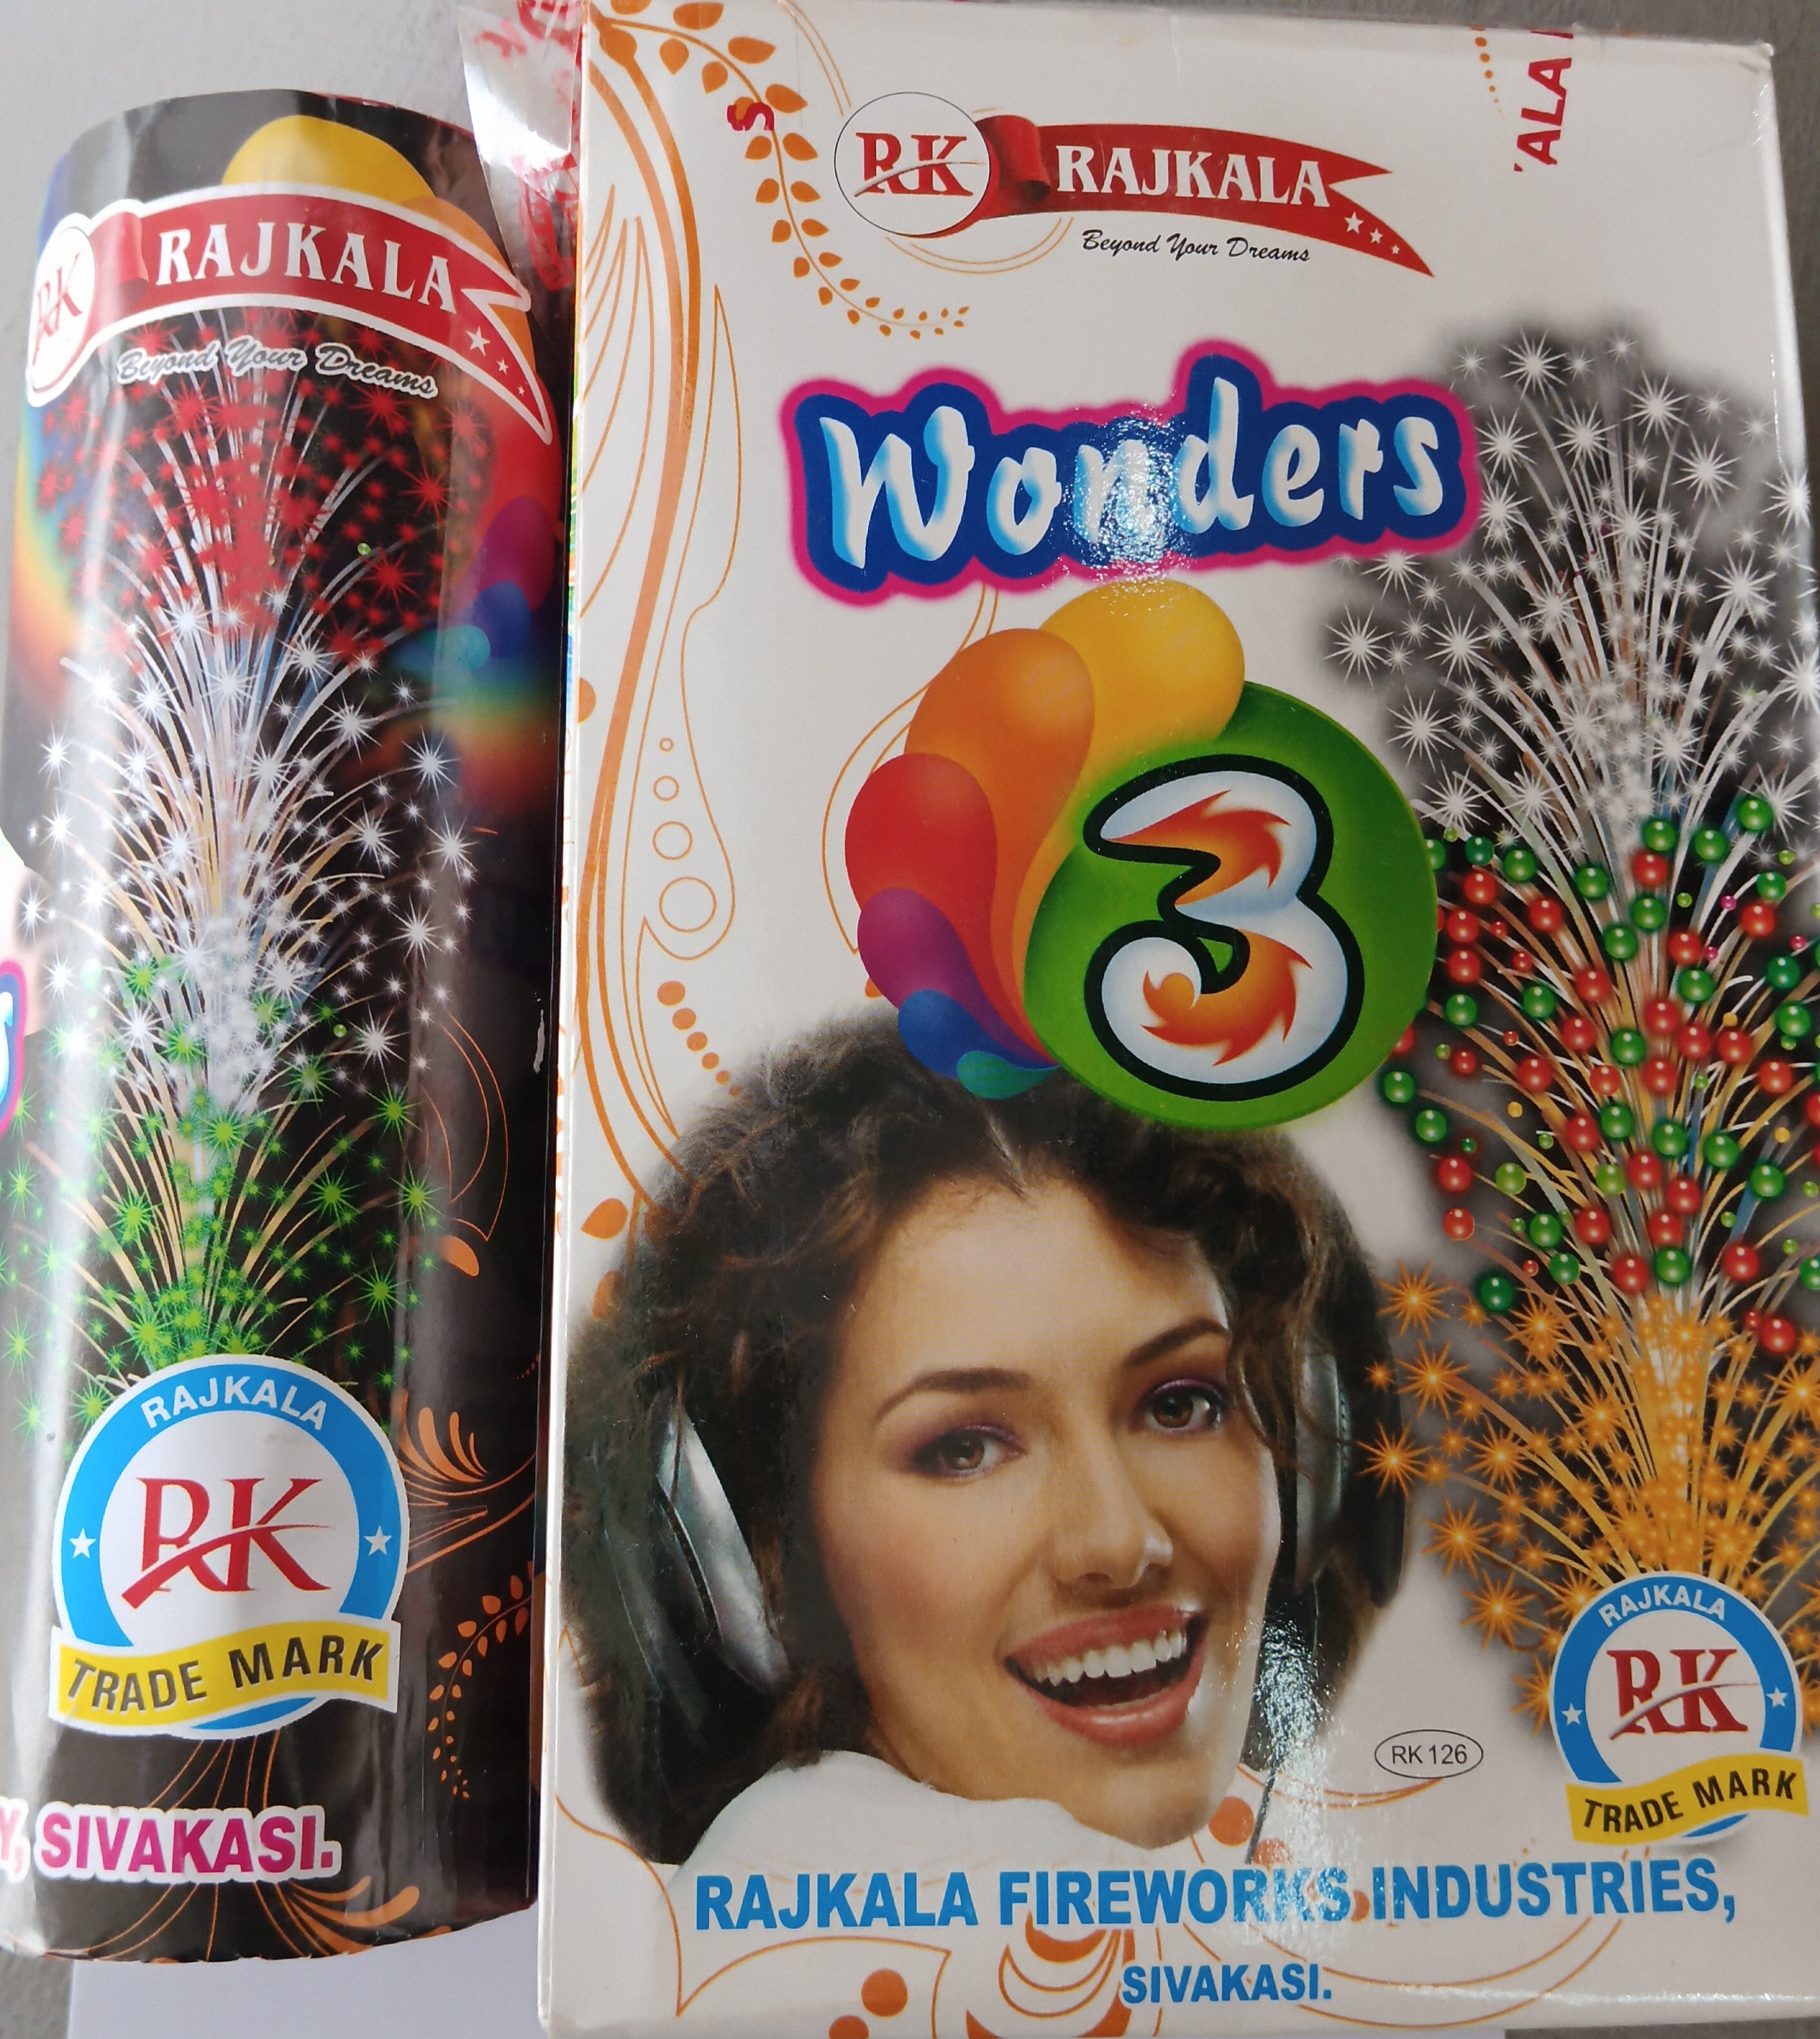 RK RAJKALA
Beyond Your Dreams
RAJKALA
RK
TRADE MARK
Y, SIVAKASI.
RK RAJKALA
Beyond Your Dreams
Wonders
3
RK 126
RAJKALA
RK
TRADE MARK
RAJKALA FIREWORKS INDUSTRIES,
SIVAKASI.
S
ALA